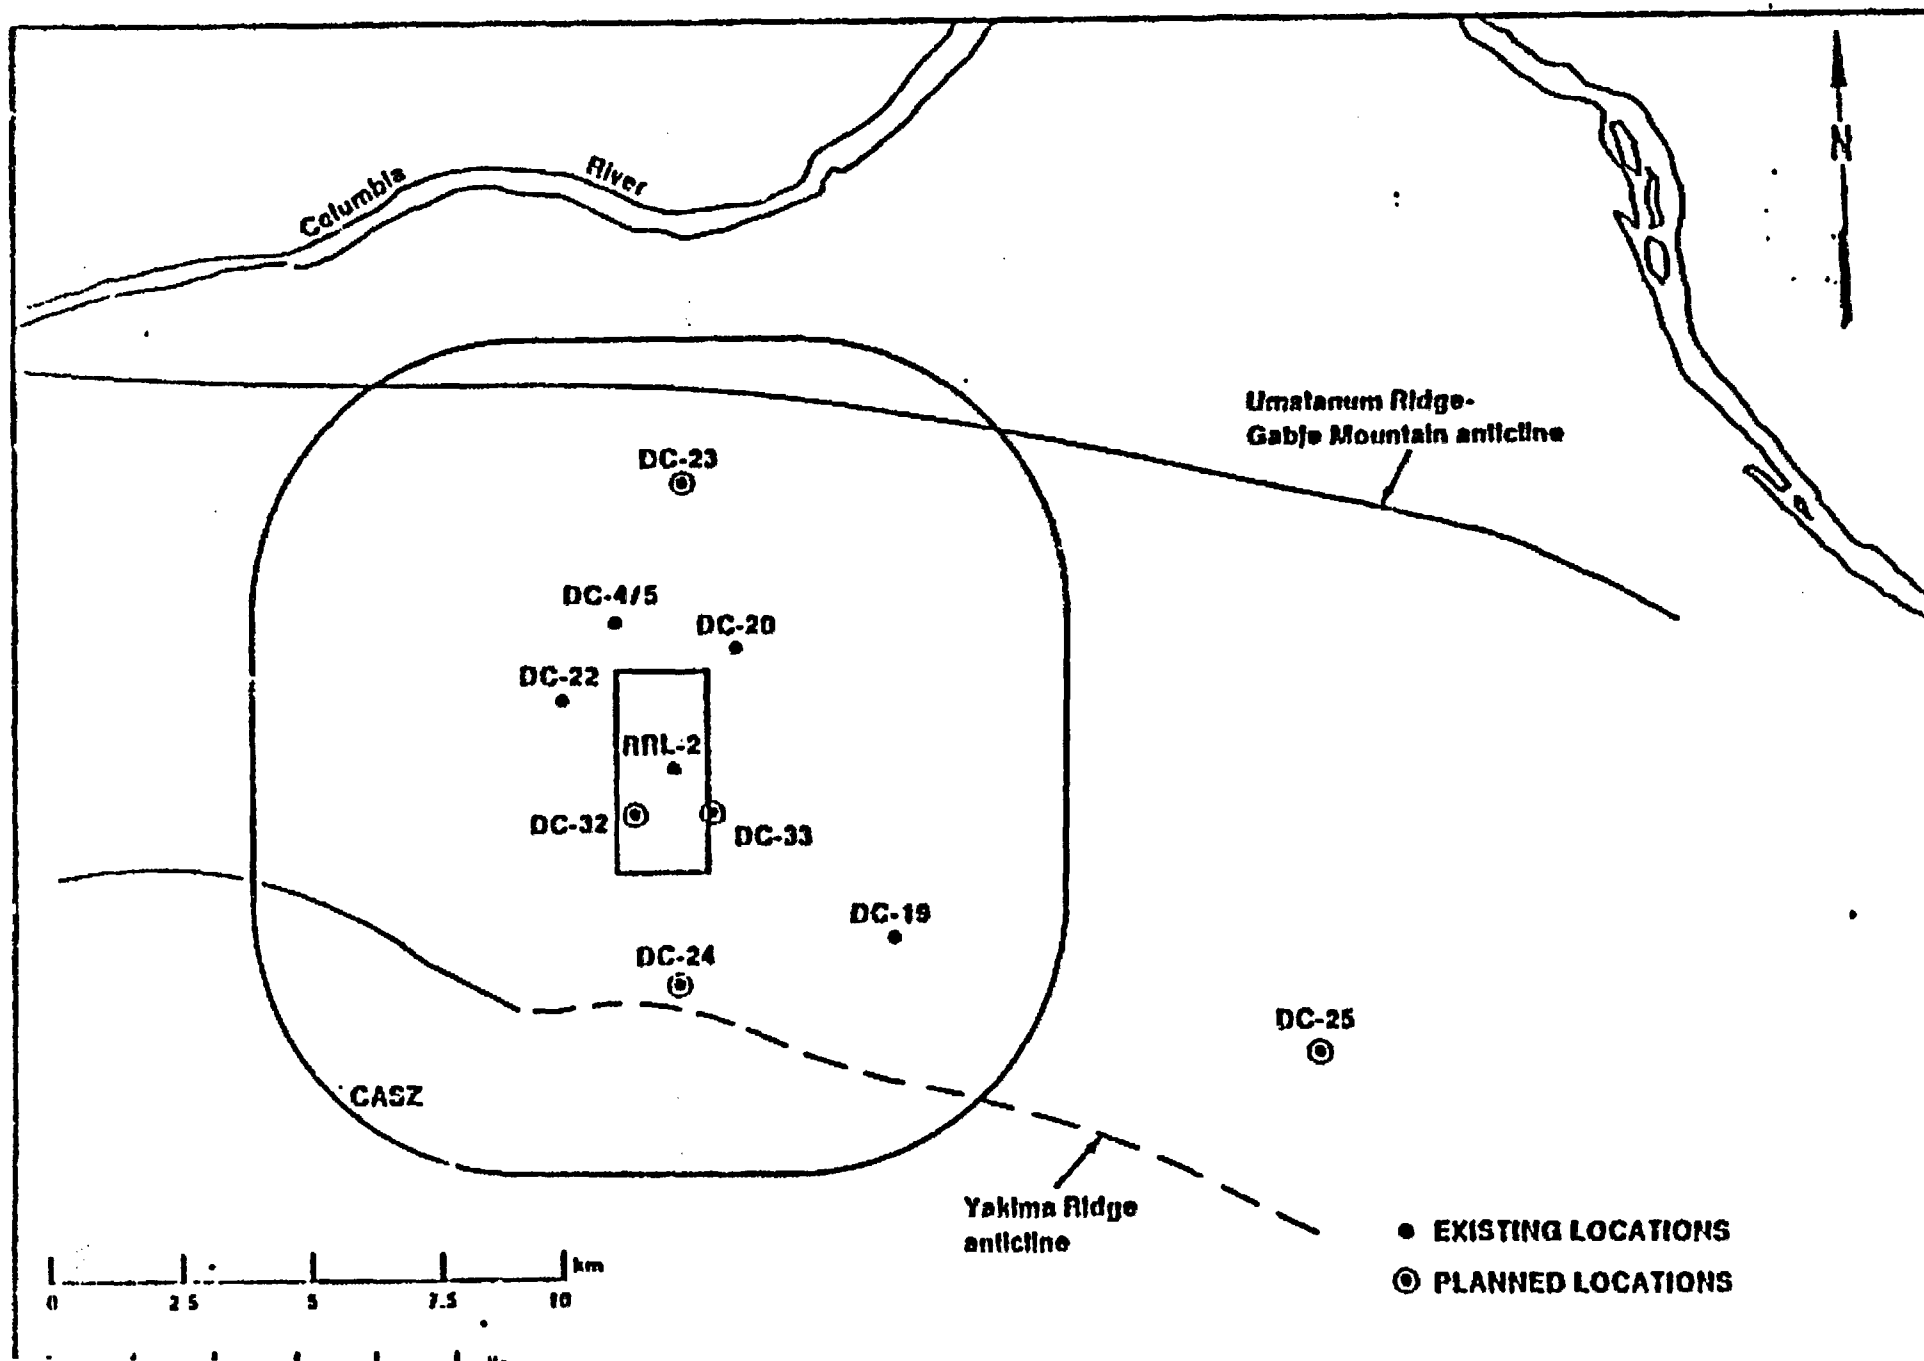 Columbia
River
N
Umatanum Ridge-
Gable Mountain anticline
DC-23
DC-4/5
DC-20
DC-22
RRL-2
DC-32
DC-33
DC-19
DC-24
DC-25
CASZ
Yakima Ridge
anticline
EXISTING LOCATIONS
PLANNED LOCATIONS
km
0 2.5 5 7.5 10